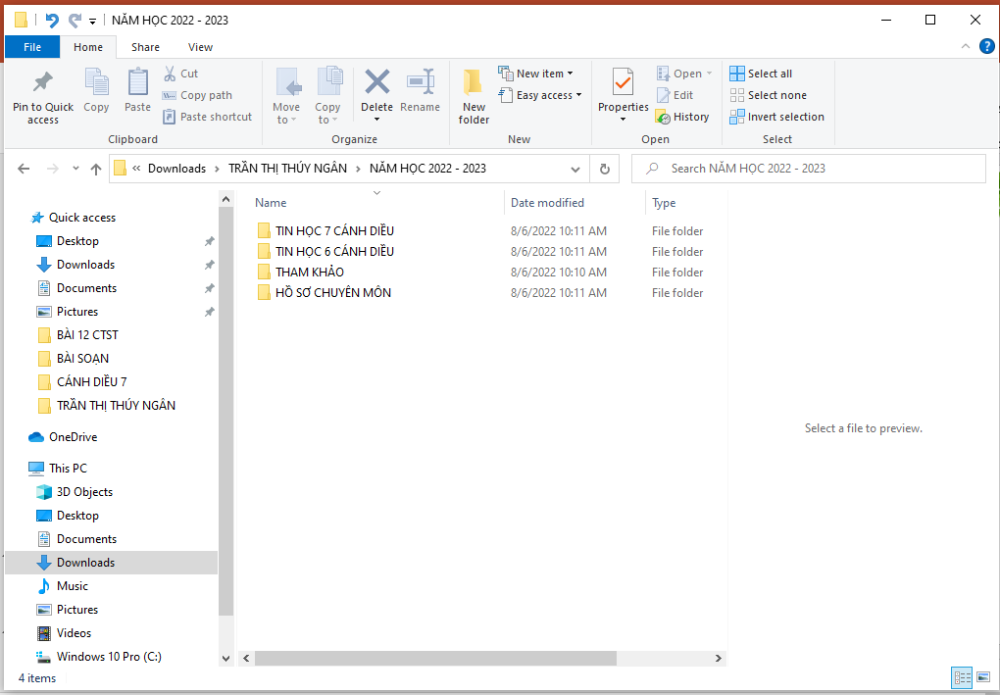 NĂM HỌC 2022 - 2023
File Home Share View
Pin to Quick access
Copy
Paste
Cut
Copy path
Paste shortcut
Clipboard
Move to
Copy to
Delete
Rename
Organize
New folder
New item
Easy access
New
Properties
Open
Edit
History
Open
Select all
Select none
Invert selection
Select
« Downloads › TRẦN THỊ THÚY NGÂN › NĂM HỌC 2022 - 2023
Search NĂM HỌC 2022 - 2023
Quick access
Desktop
Downloads
Documents
Pictures
BÀI 12 CTST
BÀI SOẠN
CÁNH DIỀU 7
TRẦN THỊ THÚY NGÂN
OneDrive
This PC
3D Objects
Desktop
Documents
Downloads
Music
Pictures
Videos
Windows 10 Pro (C:)
Name Date modified Type
TIN HỌC 7 CÁNH DIỀU 8/6/2022 10:11 AM File folder
TIN HỌC 6 CÁNH DIỀU 8/6/2022 10:11 AM File folder
THAM KHẢO 8/6/2022 10:10 AM File folder
HỒ SƠ CHUYÊN MÔN 8/6/2022 10:11 AM File folder
Select a file to preview.
4 items